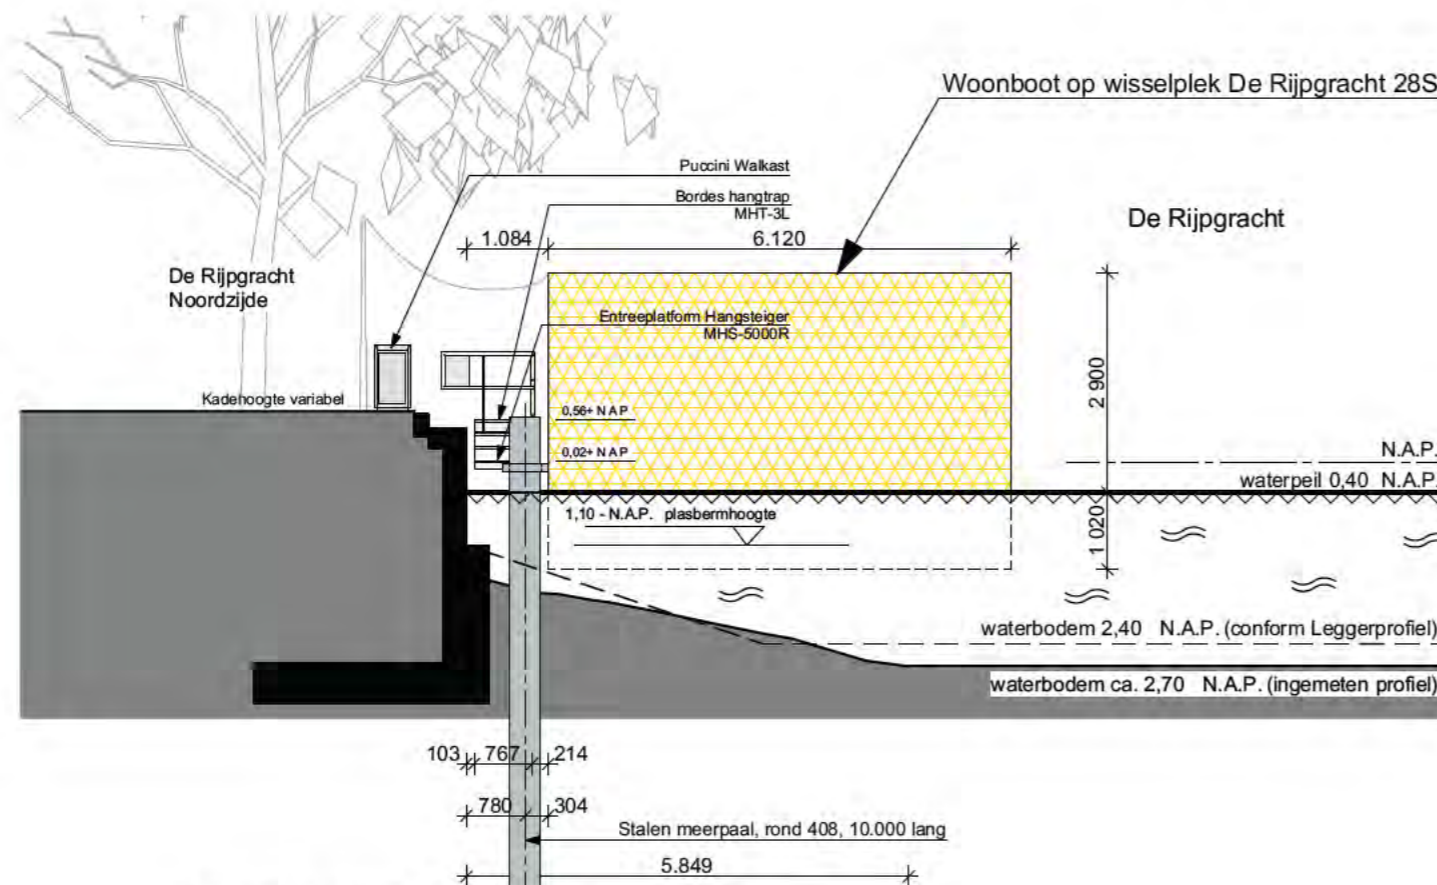 Woonboot op wisselplek De Rijpgracht 28S
Puccini Walkast
Bordes hangtrap
MHT-3L
De Rijpgracht
1.084
6.120
De Rijpgracht
Noordzijde
Entreeplatform Hangsteiger
MHS-5000R
2 900
Kadehoogte variabel
0,56+ N A P
0,02+ N A P
N.A.P.
waterpeil 0,40 N.A.P.
1,10 - N.A.P. plasbermhoogte
1 020
waterbodem 2,40 N.A.P. (conform Leggerprofiel)
waterbodem ca. 2,70 N.A.P. (ingemeten profiel)
103 767 214
780 304
Stalen meerpaal, rond 408, 10.000 lang
5.849